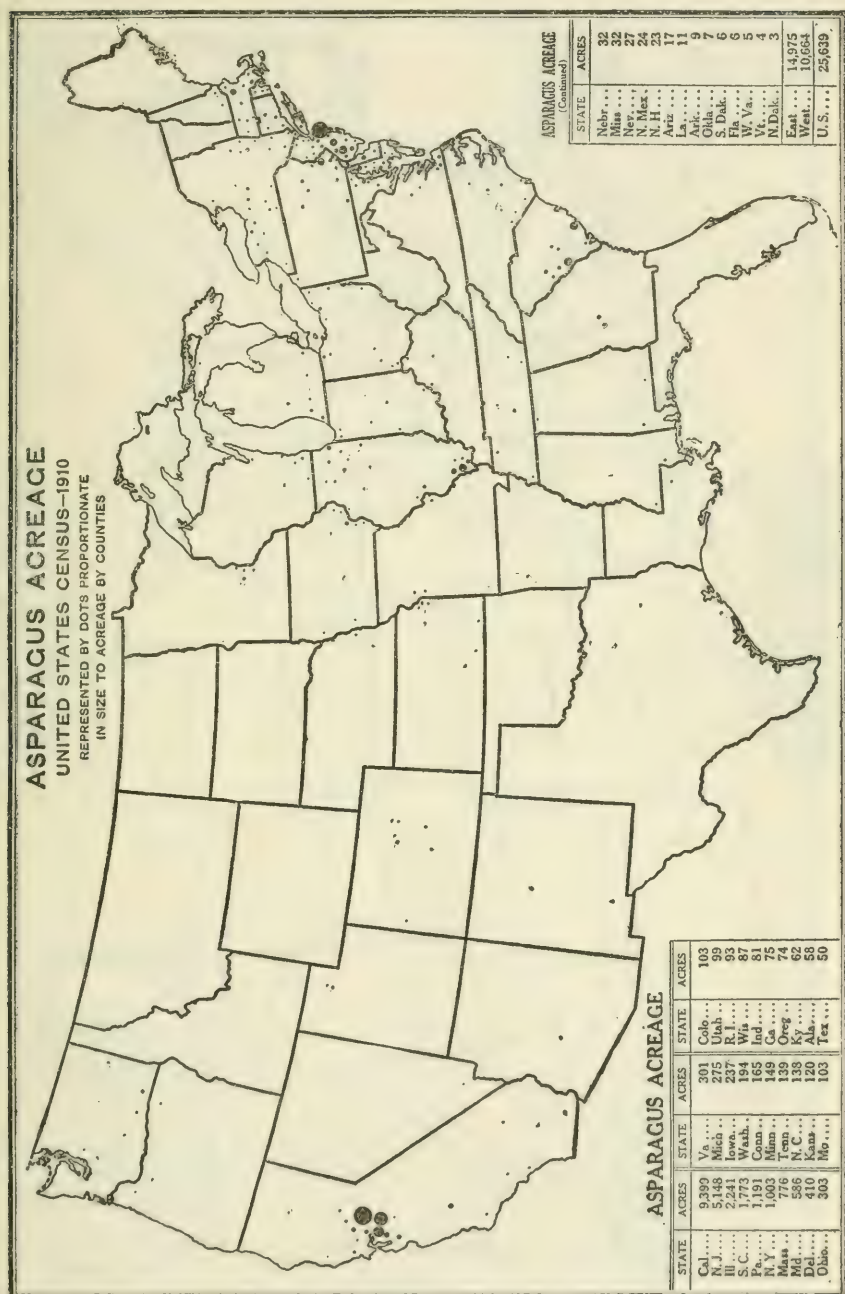 ASPARAGUS ACREAGE
UNITED STATES CENSUS–1910
REPRESENTED BY DOTS PROPORTIONATE
IN SIZE TO ACREAGE BY COUNTIES
ASPARAGUS ACREAGE
STATE ACRES STATE ACRES STATE ACRES
Cal.... 9,399 Va .... 301 Colo... 103
N. J.... 5,148 Mich .. 275 Utah... 99
Ill .... 2,241 Iowa... 237 R. I.... 93
S. C.... 1,773 Wash.. 194 Wis ... 87
Pa..... 1,191 Conn.. 165 Ind.... 81
N. Y ... 1,003 Minn.. 149 Ga .... 75
Mass... 776 Tenn.. 139 Oreg .. 74
Md.... 586 N. C... 138 Ky .... 62
Del.... 410 Kans.. 120 Ala.... 58
Ohio... 303 Mo.... 103 Tex ... 50
ASPARAGUS ACREAGE
(Continued)
STATE ACRES
Nebr... 32
Miss ... 32
Nev.... 27
N. Mex. 24
N. H ... 23
Ariz ... 17
La..... 11
Ark.... 9
Okla ... 7
S. Dak.. 6
Fla .... 6
W. Va.. 5
Vt..... 4
N. Dak.. 3
East ... 14,975
West... 10,664
U. S.... 25,639